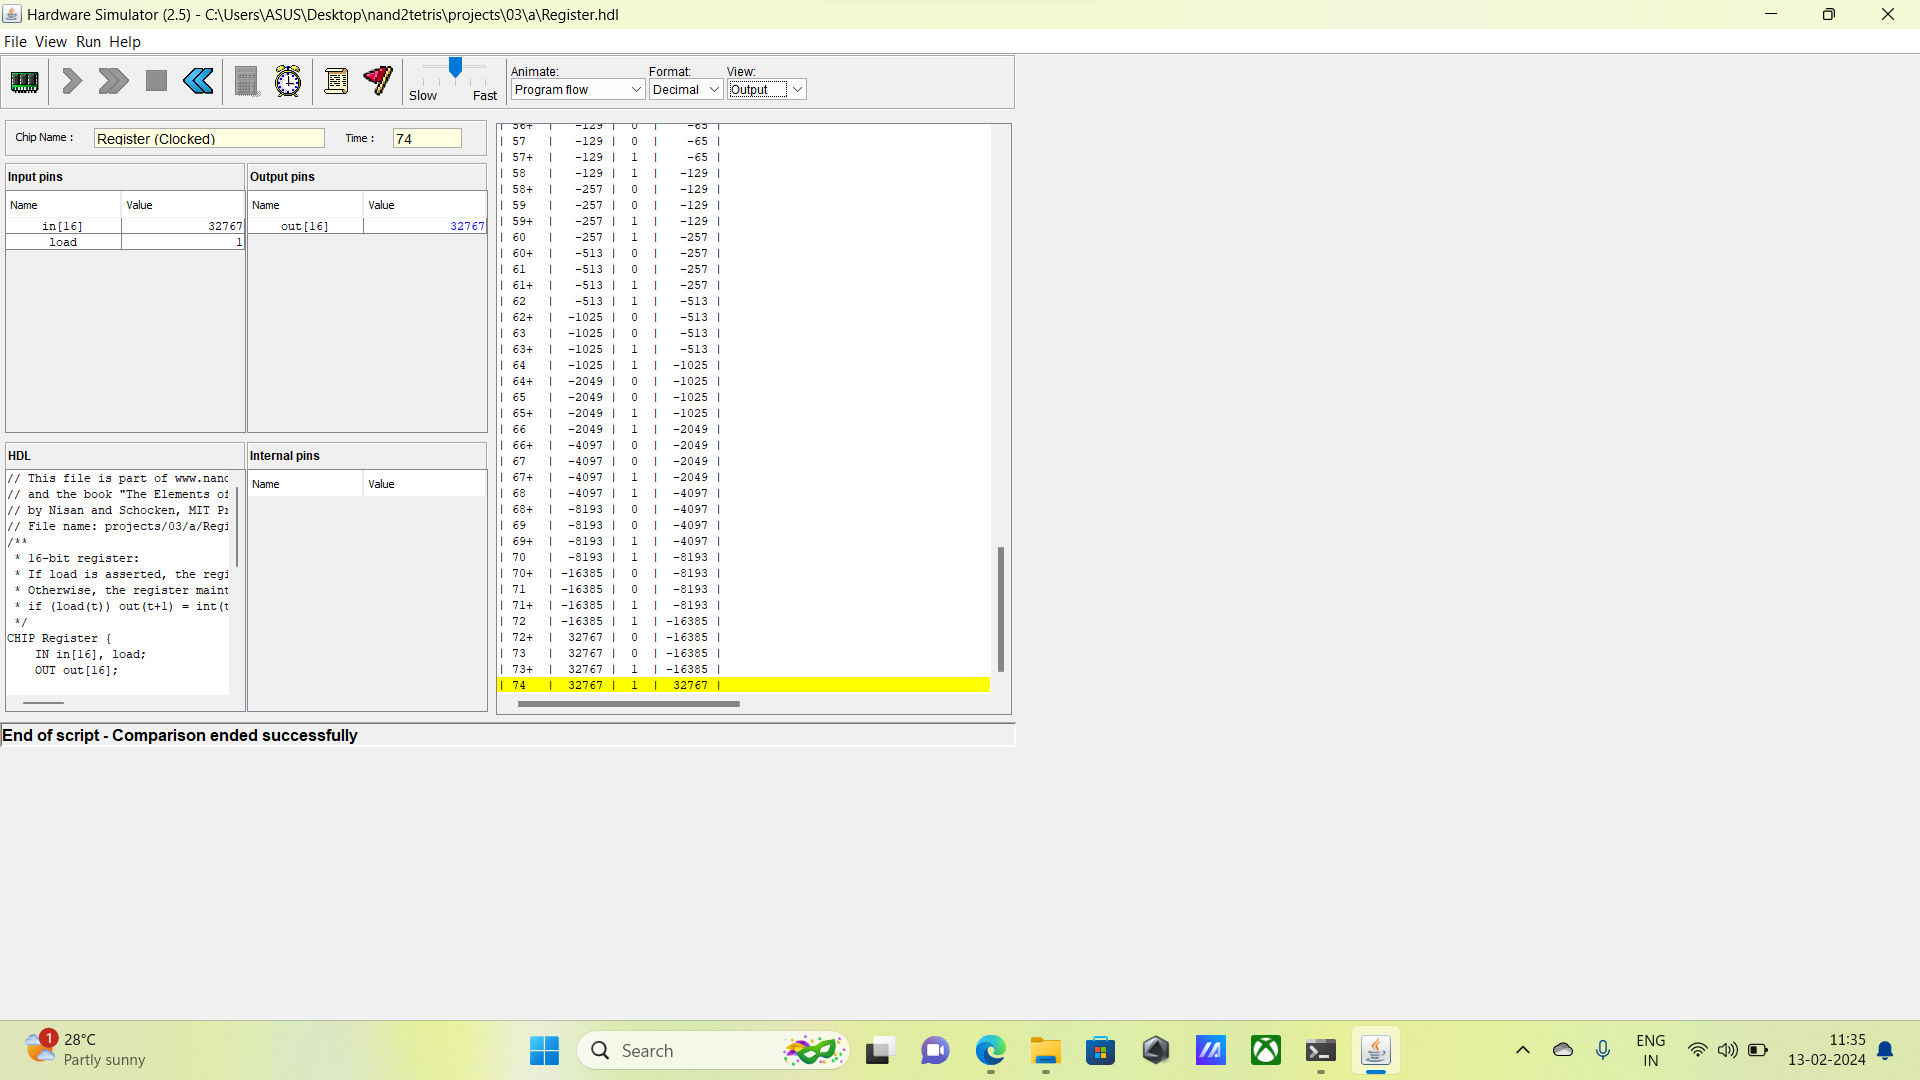 Hardware Simulator (2.5) - C:\Users\ASUS\Desktop\nand2tetris\projects\03\a\Register.hdl
File View Run Help
Slow Fast
Animate: Format: View:
Program flow Decimal Output
Chip Name : Register (Clocked) Time : 74
Input pins
Name Value
in[16] 32767
load 1
Output pins
Name Value
out[16] 32767
HDL
// This file is part of www.nand
// and the book "The Elements of
// by Nisan and Schocken, MIT Pr
// File name: projects/03/a/Regi
/**
* 16-bit register:
* If load is asserted, the regi
* Otherwise, the register maint
* if (load(t)) out(t+1) = int(t
*/
CHIP Register {
IN in[16], load;
OUT out[16];
Internal pins
Name Value
| 56+ | -129 | 0 | -65 |
| 57 | -129 | 0 | -65 |
| 57+ | -129 | 1 | -65 |
| 58 | -129 | 1 | -129 |
| 58+ | -257 | 0 | -129 |
| 59 | -257 | 0 | -129 |
| 59+ | -257 | 1 | -129 |
| 60 | -257 | 1 | -257 |
| 60+ | -513 | 0 | -257 |
| 61 | -513 | 0 | -257 |
| 61+ | -513 | 1 | -257 |
| 62 | -513 | 1 | -513 |
| 62+ | -1025 | 0 | -513 |
| 63 | -1025 | 0 | -513 |
| 63+ | -1025 | 1 | -513 |
| 64 | -1025 | 1 | -1025 |
| 64+ | -2049 | 0 | -1025 |
| 65 | -2049 | 0 | -1025 |
| 65+ | -2049 | 1 | -1025 |
| 66 | -2049 | 1 | -2049 |
| 66+ | -4097 | 0 | -2049 |
| 67 | -4097 | 0 | -2049 |
| 67+ | -4097 | 1 | -2049 |
| 68 | -4097 | 1 | -4097 |
| 68+ | -8193 | 0 | -4097 |
| 69 | -8193 | 0 | -4097 |
| 69+ | -8193 | 1 | -4097 |
| 70 | -8193 | 1 | -8193 |
| 70+ | -16385 | 0 | -8193 |
| 71 | -16385 | 0 | -8193 |
| 71+ | -16385 | 1 | -8193 |
| 72 | -16385 | 1 | -16385 |
| 72+ | 32767 | 0 | -16385 |
| 73 | 32767 | 0 | -16385 |
| 73+ | 32767 | 1 | -16385 |
| 74 | 32767 | 1 | 32767 |
End of script - Comparison ended successfully
1
28°C
Partly sunny
Search
ENG
IN
11:35
13-02-2024